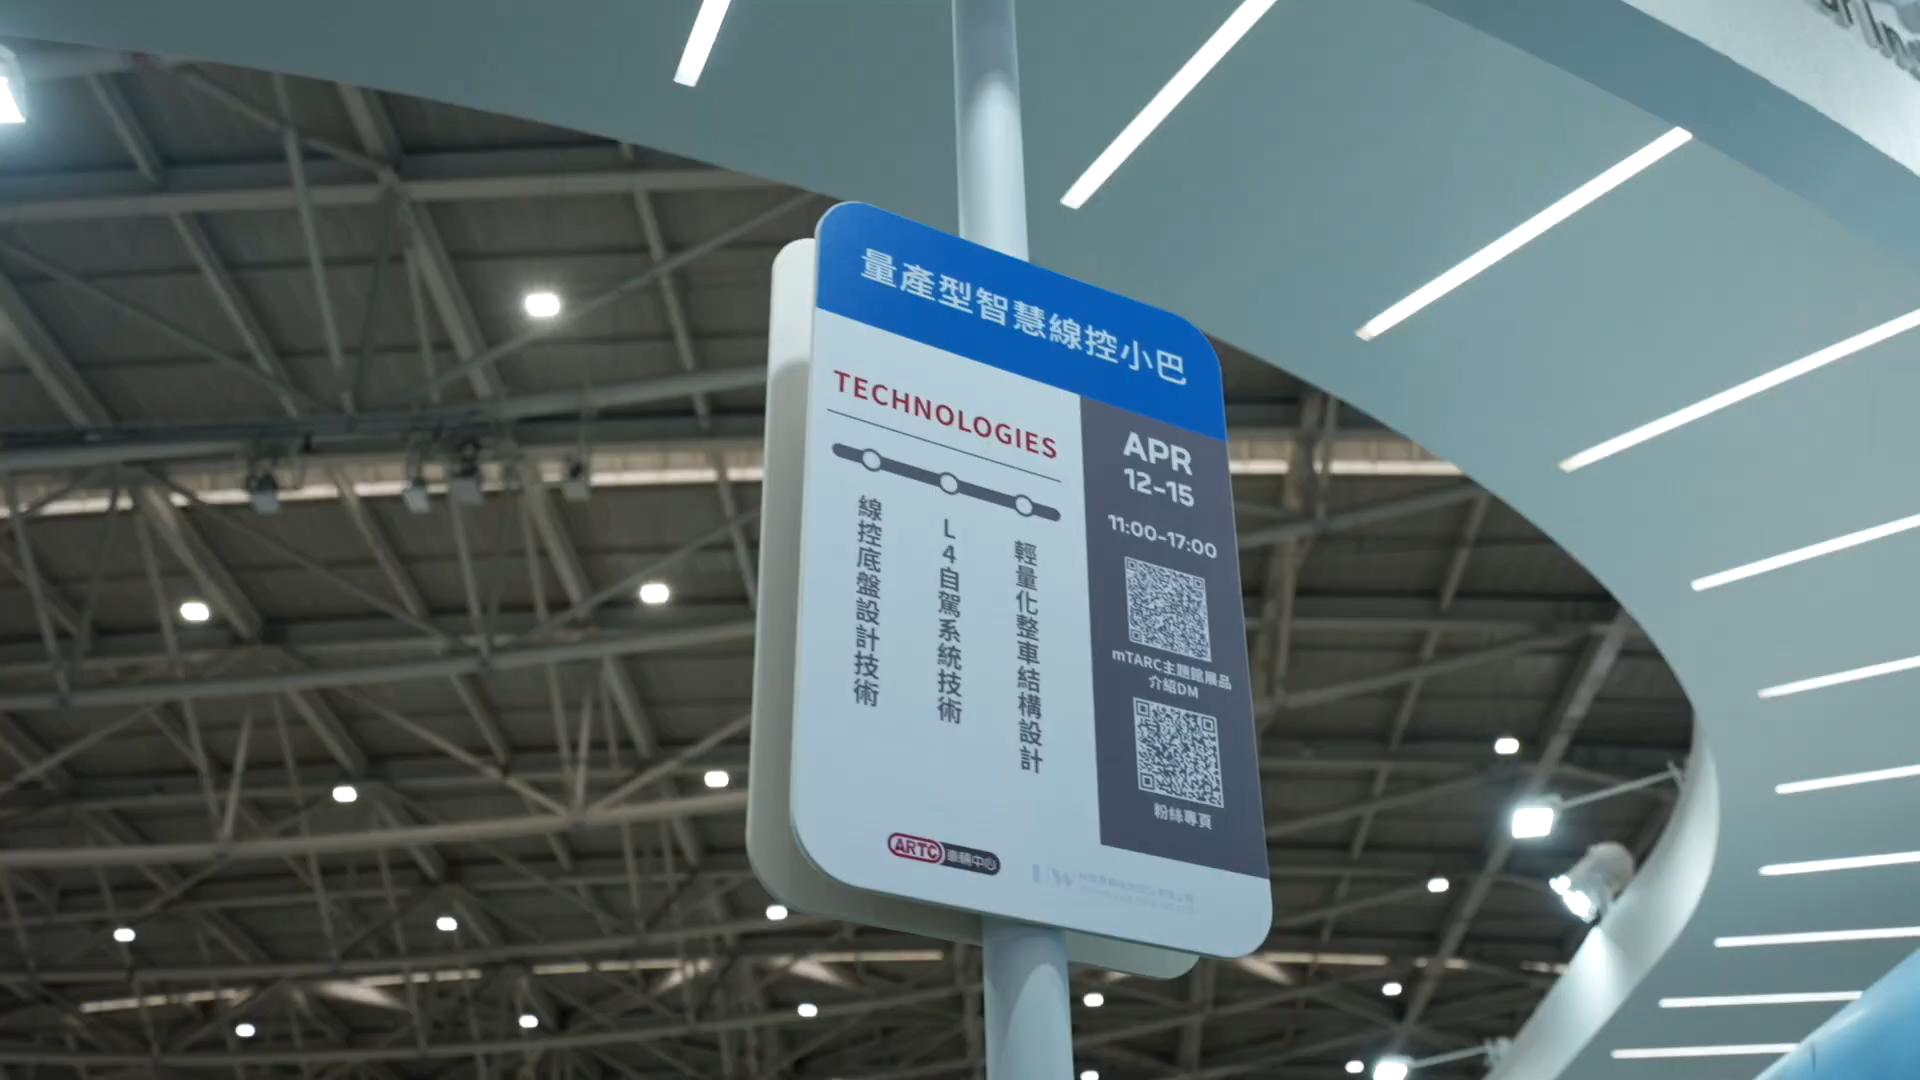 量產型智慧線控小巴
TECHNOLOGIES
線控底盤設計技術
L4自駕系統技術
輕量化整車結構設計
APR
12-15
11:00-17:00
mTARC主題館展品
介紹DM
粉絲專頁
ARTC 車輛中心